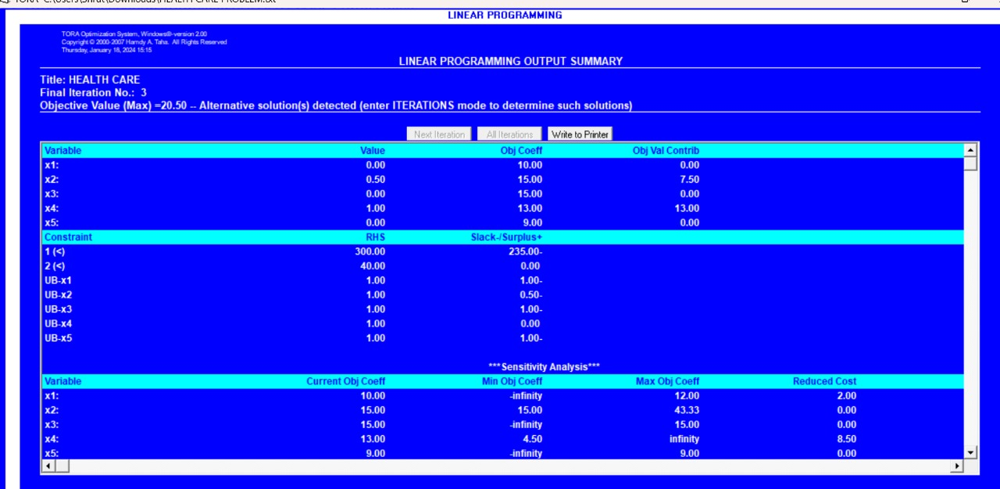 TORA C:\Users\Shrut\Downloads\HEALTH CARE PROBLEM.txt
LINEAR PROGRAMMING
TORA Optimization System, Windows®-version 2.00
Copyright © 2000-2007 Hamdy A. Taha. All Rights Reserved
Thursday, January 18, 2024 15:15
LINEAR PROGRAMMING OUTPUT SUMMARY
Title: HEALTH CARE
Final Iteration No.: 3
Objective Value (Max) =20.50 -- Alternative solution(s) detected (enter ITERATIONS mode to determine such solutions)
Next Iteration All Iterations Write to Printer
Variable Value Obj Coeff Obj Val Contrib
x1: 0.00 10.00 0.00
x2: 0.50 15.00 7.50
x3: 0.00 15.00 0.00
x4: 1.00 13.00 13.00
x5: 0.00 9.00 0.00
Constraint RHS Slack-/Surplus+
1 (<) 300.00 235.00-
2 (<) 40.00 0.00
UB-x1 1.00 1.00-
UB-x2 1.00 0.50-
UB-x3 1.00 1.00-
UB-x4 1.00 0.00
UB-x5 1.00 1.00-
***Sensitivity Analysis***
Variable Current Obj Coeff Min Obj Coeff Max Obj Coeff Reduced Cost
x1: 10.00 -infinity 12.00 2.00
x2: 15.00 15.00 43.33 0.00
x3: 15.00 -infinity 15.00 0.00
x4: 13.00 4.50 infinity 8.50
x5: 9.00 -infinity 9.00 0.00